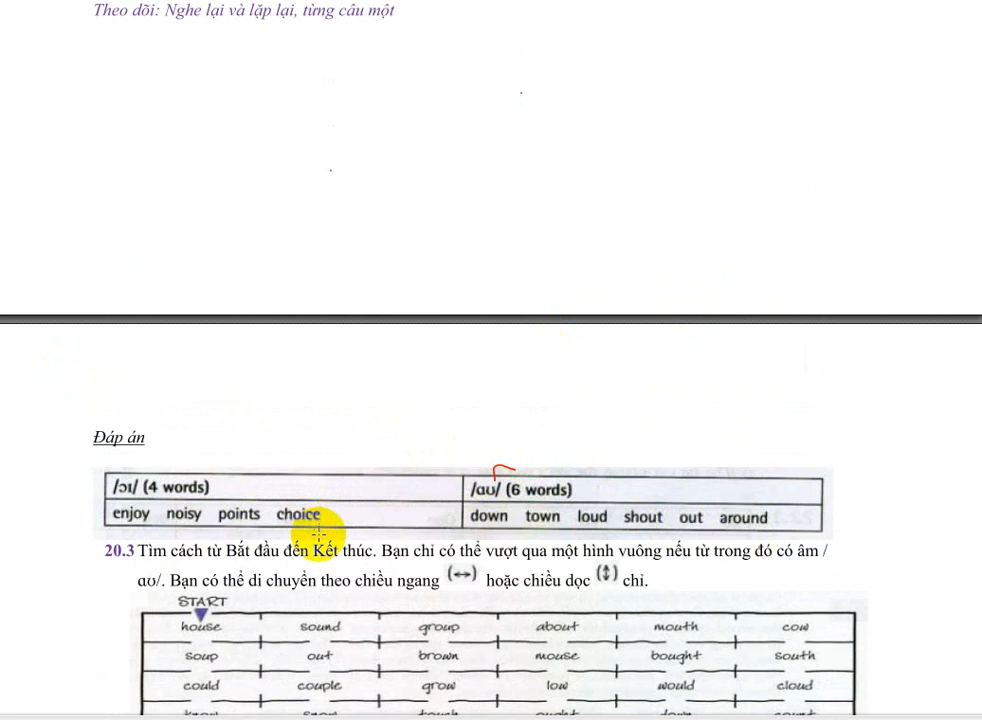 Theo dõi: Nghe lại và lặp lại, từng câu một
Đáp án
/ɔɪ/ (4 words) /aʊ/ (6 words)
enjoy noisy points choice down town loud shout out around
20.3 Tìm cách từ Bắt đầu đến Kết thúc. Bạn chỉ có thể vượt qua một hình vuông nếu từ trong đó có âm /
ɑʊ/. Bạn có thể di chuyển theo chiều ngang (↔) hoặc chiều dọc (↕) chỉ.
START
house sound group about mouth cow
soup out brown mouse bought south
could couple grow low would cloud